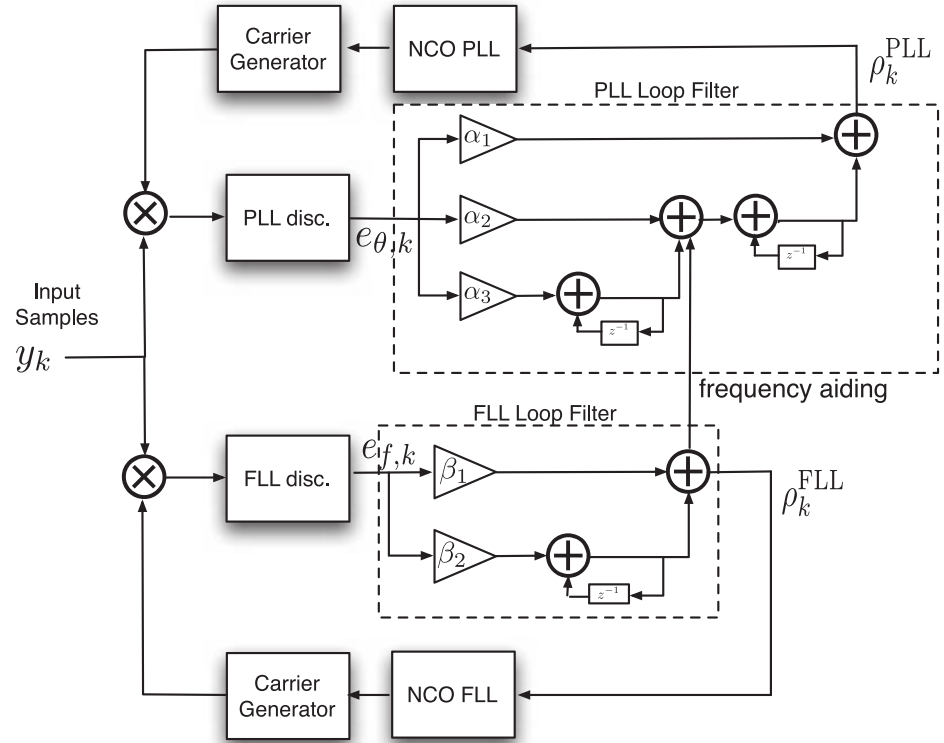 Carrier
Generator
NCO PLL
ρ_k^PLL
PLL Loop Filter
α₁
PLL disc.
e_θ,k
α₂
z⁻¹
α₃
z⁻¹
Input
Samples
y_k
frequency aiding
FLL Loop Filter
FLL disc.
e_f,k
β₁
ρ_k^FLL
β₂
z⁻¹
Carrier
Generator
NCO FLL